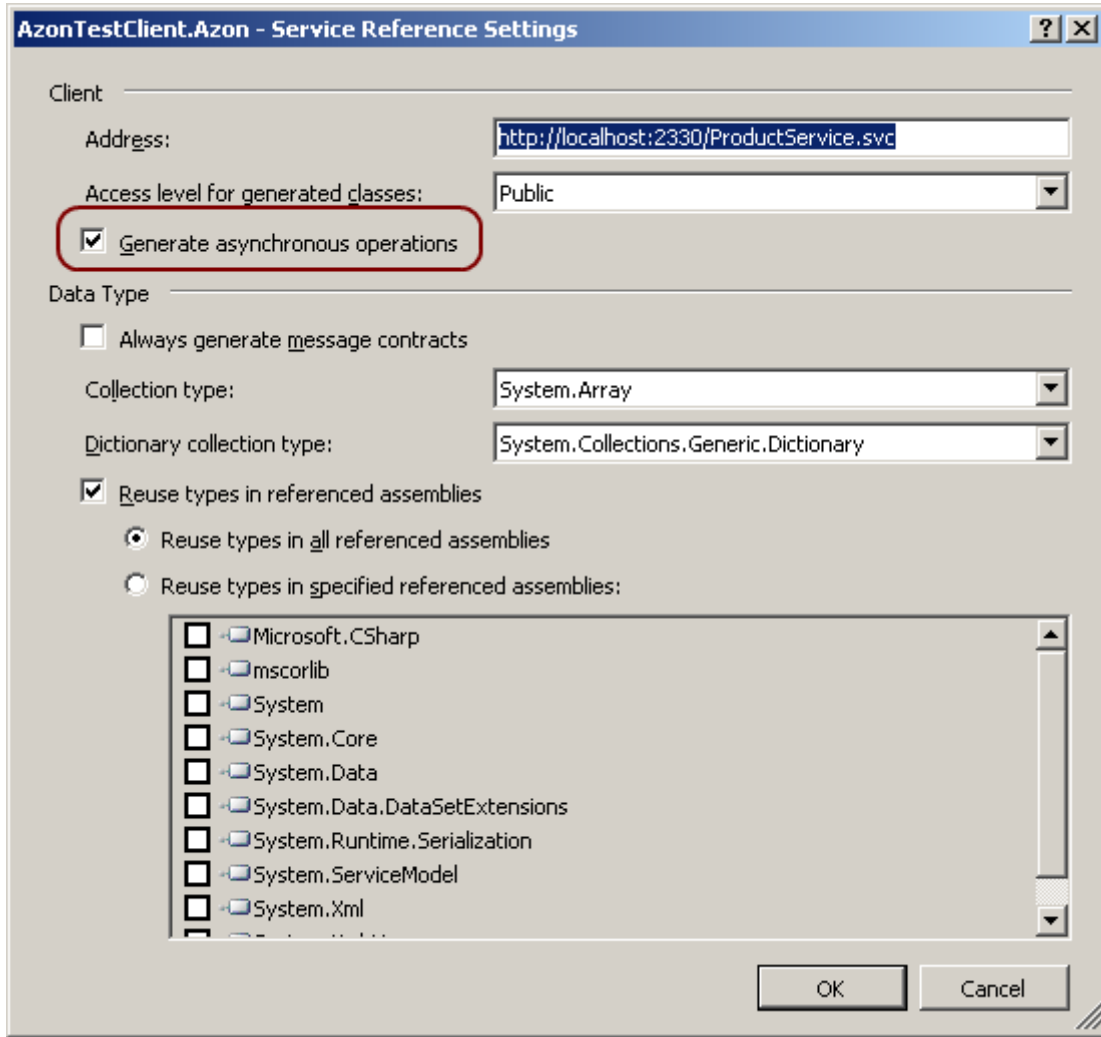 AzonTestClient.Azon - Service Reference Settings
Client
Address: http://localhost:2330/ProductService.svc
Access level for generated classes: Public
Generate asynchronous operations
Data Type
Always generate message contracts
Collection type: System.Array
Dictionary collection type: System.Collections.Generic.Dictionary
Reuse types in referenced assemblies
Reuse types in all referenced assemblies
Reuse types in specified referenced assemblies:
Microsoft.CSharp
mscorlib
System
System.Core
System.Data
System.Data.DataSetExtensions
System.Runtime.Serialization
System.ServiceModel
System.Xml
OK Cancel